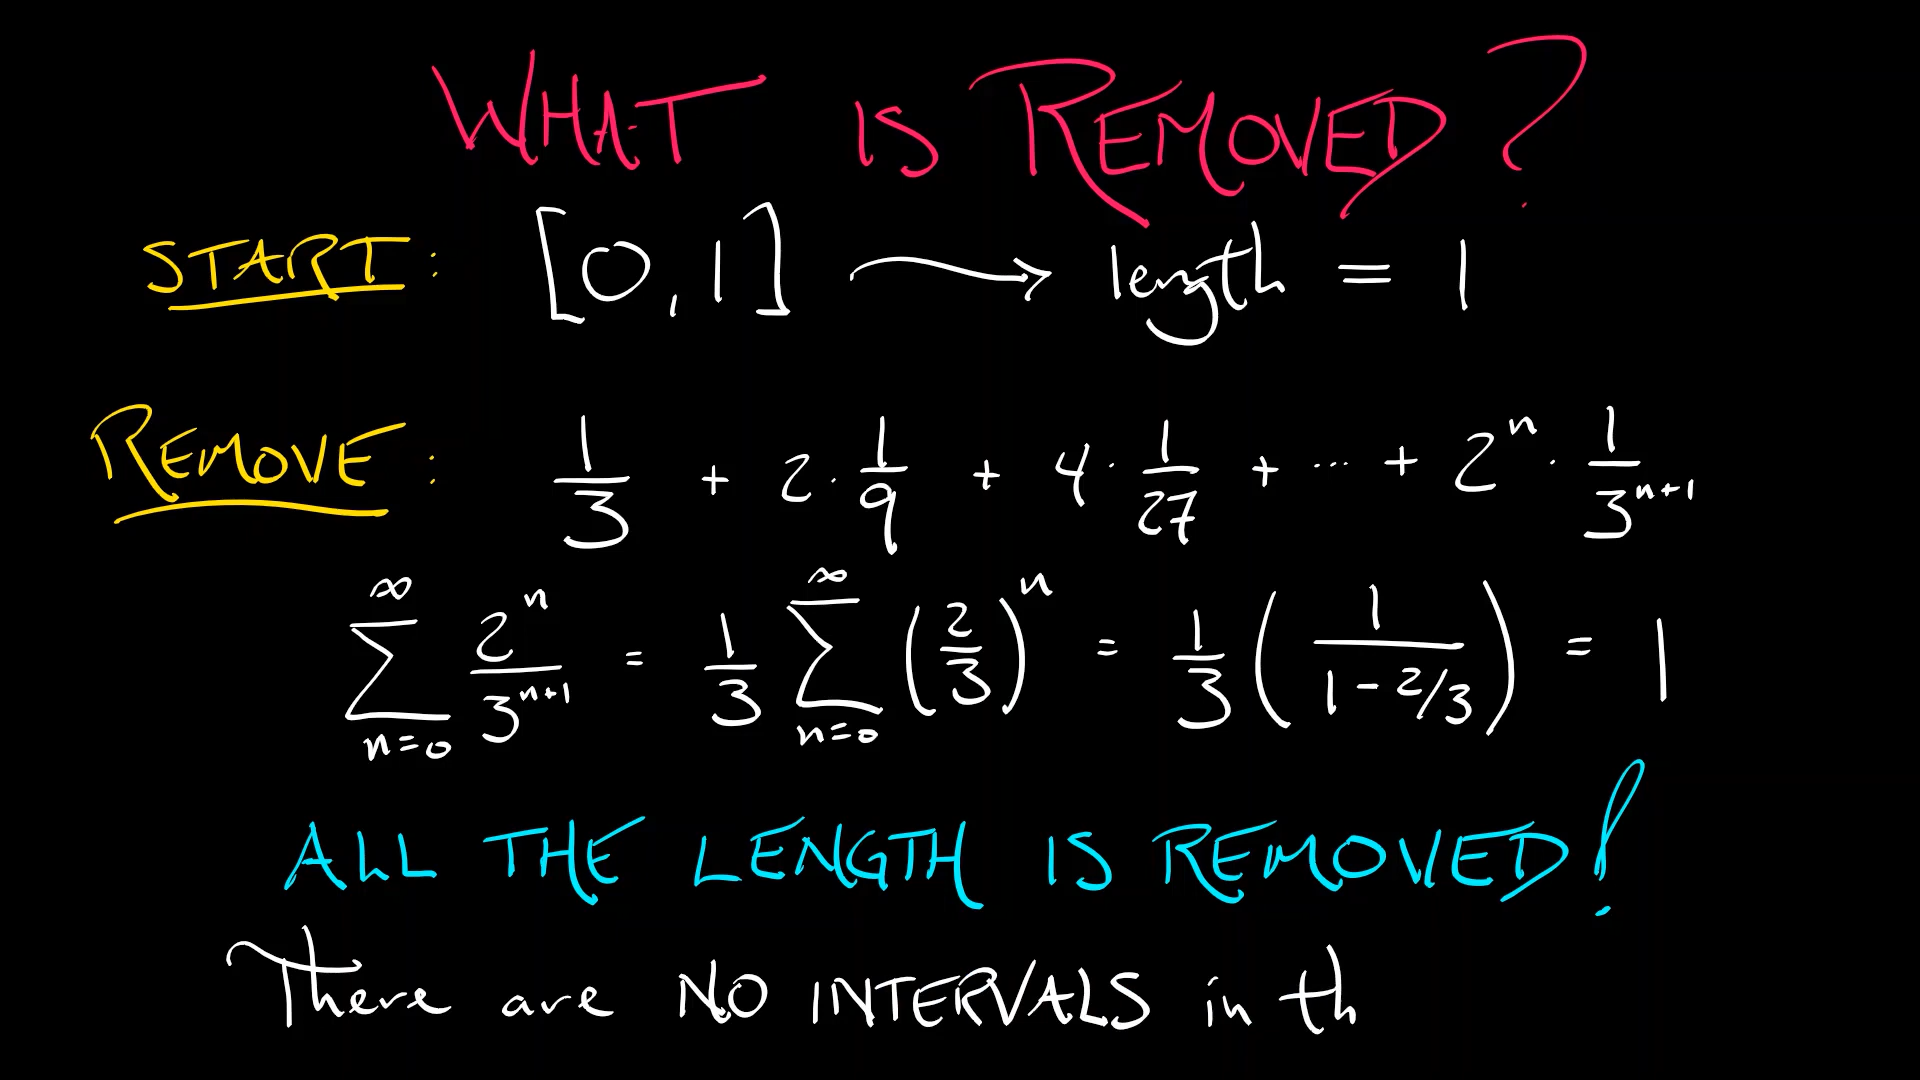 WHAT IS REMOVED?
START: [0,1] → length = 1
REMOVE: 1/3 + 2·1/9 + 4·1/27 + ... + 2^n·1/3^{n+1}
∑_{n=0}^{∞} 2^n/3^{n+1} = 1/3 ∑_{n=0}^{∞} (2/3)^n = 1/3 (1/(1-2/3)) = 1
ALL THE LENGTH IS REMOVED!
There are NO INTERVALS in th